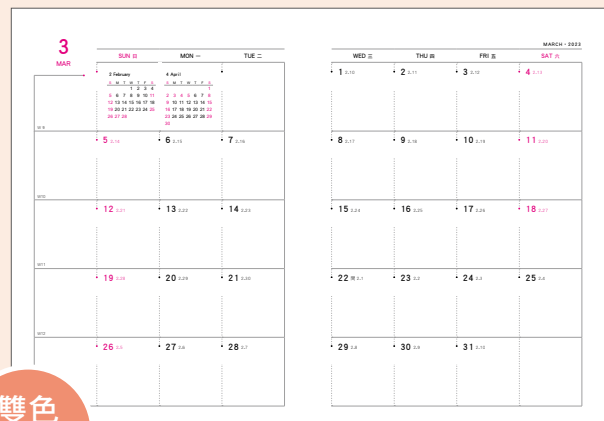 3
MAR
MARCH・2023
SUN 日 MON 一 TUE 二 WED 三 THU 四 FRI 五 SAT 六
2 February 4 April
S M T W T F S S M T W T F S
1 2 3 4 1
5 6 7 8 9 10 11 2 3 4 5 6 7 8
12 13 14 15 16 17 18 9 10 11 12 13 14 15
19 20 21 22 23 24 25 16 17 18 19 20 21 22
26 27 28 23 24 25 26 27 28 29
30
1 2.10 2 2.11 3 2.12 4 2.13
W9
5 2.14 6 2.15 7 2.16 8 2.17 9 2.18 10 2.19 11 2.20
W10
12 2.21 13 2.22 14 2.23 15 2.24 16 2.25 17 2.26 18 2.27
W11
19 2.28 20 2.29 21 2.30 22 閏 2.1 23 2.2 24 2.3 25 2.4
W12
26 2.5 27 2.6 28 2.7 29 2.8 30 2.9 31 2.10
雙色